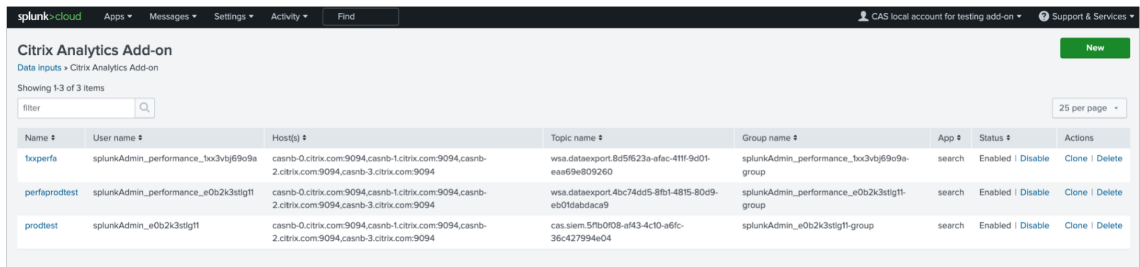 splunk>cloud Apps Messages Settings Activity Find CAS local account for testing add-on Support & Services
Citrix Analytics Add-on
New
Data inputs » Citrix Analytics Add-on
Showing 1-3 of 3 items
filter
25 per page
Name User name Host(s) Topic name Group name App Status Actions
1xxperfa splunkAdmin_performance_1xx3vbj69o9a casnb-0.citrix.com:9094,casnb-1.citrix.com:9094,casnb- wsa.dataexport.8d5f623a-afac-411f-9d01- splunkAdmin_performance_1xx3vbj69o9a- search Enabled | Disable Clone | Delete
2.citrix.com:9094,casnb-3.citrix.com:9094 eaa69e809260 group
perfaprodtest splunkAdmin_performance_e0b2k3stlg11 casnb-0.citrix.com:9094,casnb-1.citrix.com:9094,casnb- wsa.dataexport.4bc74dd5-8fb1-4815-80d9- splunkAdmin_performance_e0b2k3stlg11- search Enabled | Disable Clone | Delete
2.citrix.com:9094,casnb-3.citrix.com:9094 eb01dabdaca9 group
prodtest splunkAdmin_e0b2k3stlg11 casnb-0.citrix.com:9094,casnb-1.citrix.com:9094,casnb- cas.siem.5f1b0f08-af43-4c10-a6fc- splunkAdmin_e0b2k3stlg11-group search Enabled | Disable Clone | Delete
2.citrix.com:9094,casnb-3.citrix.com:9094 36c427994e04